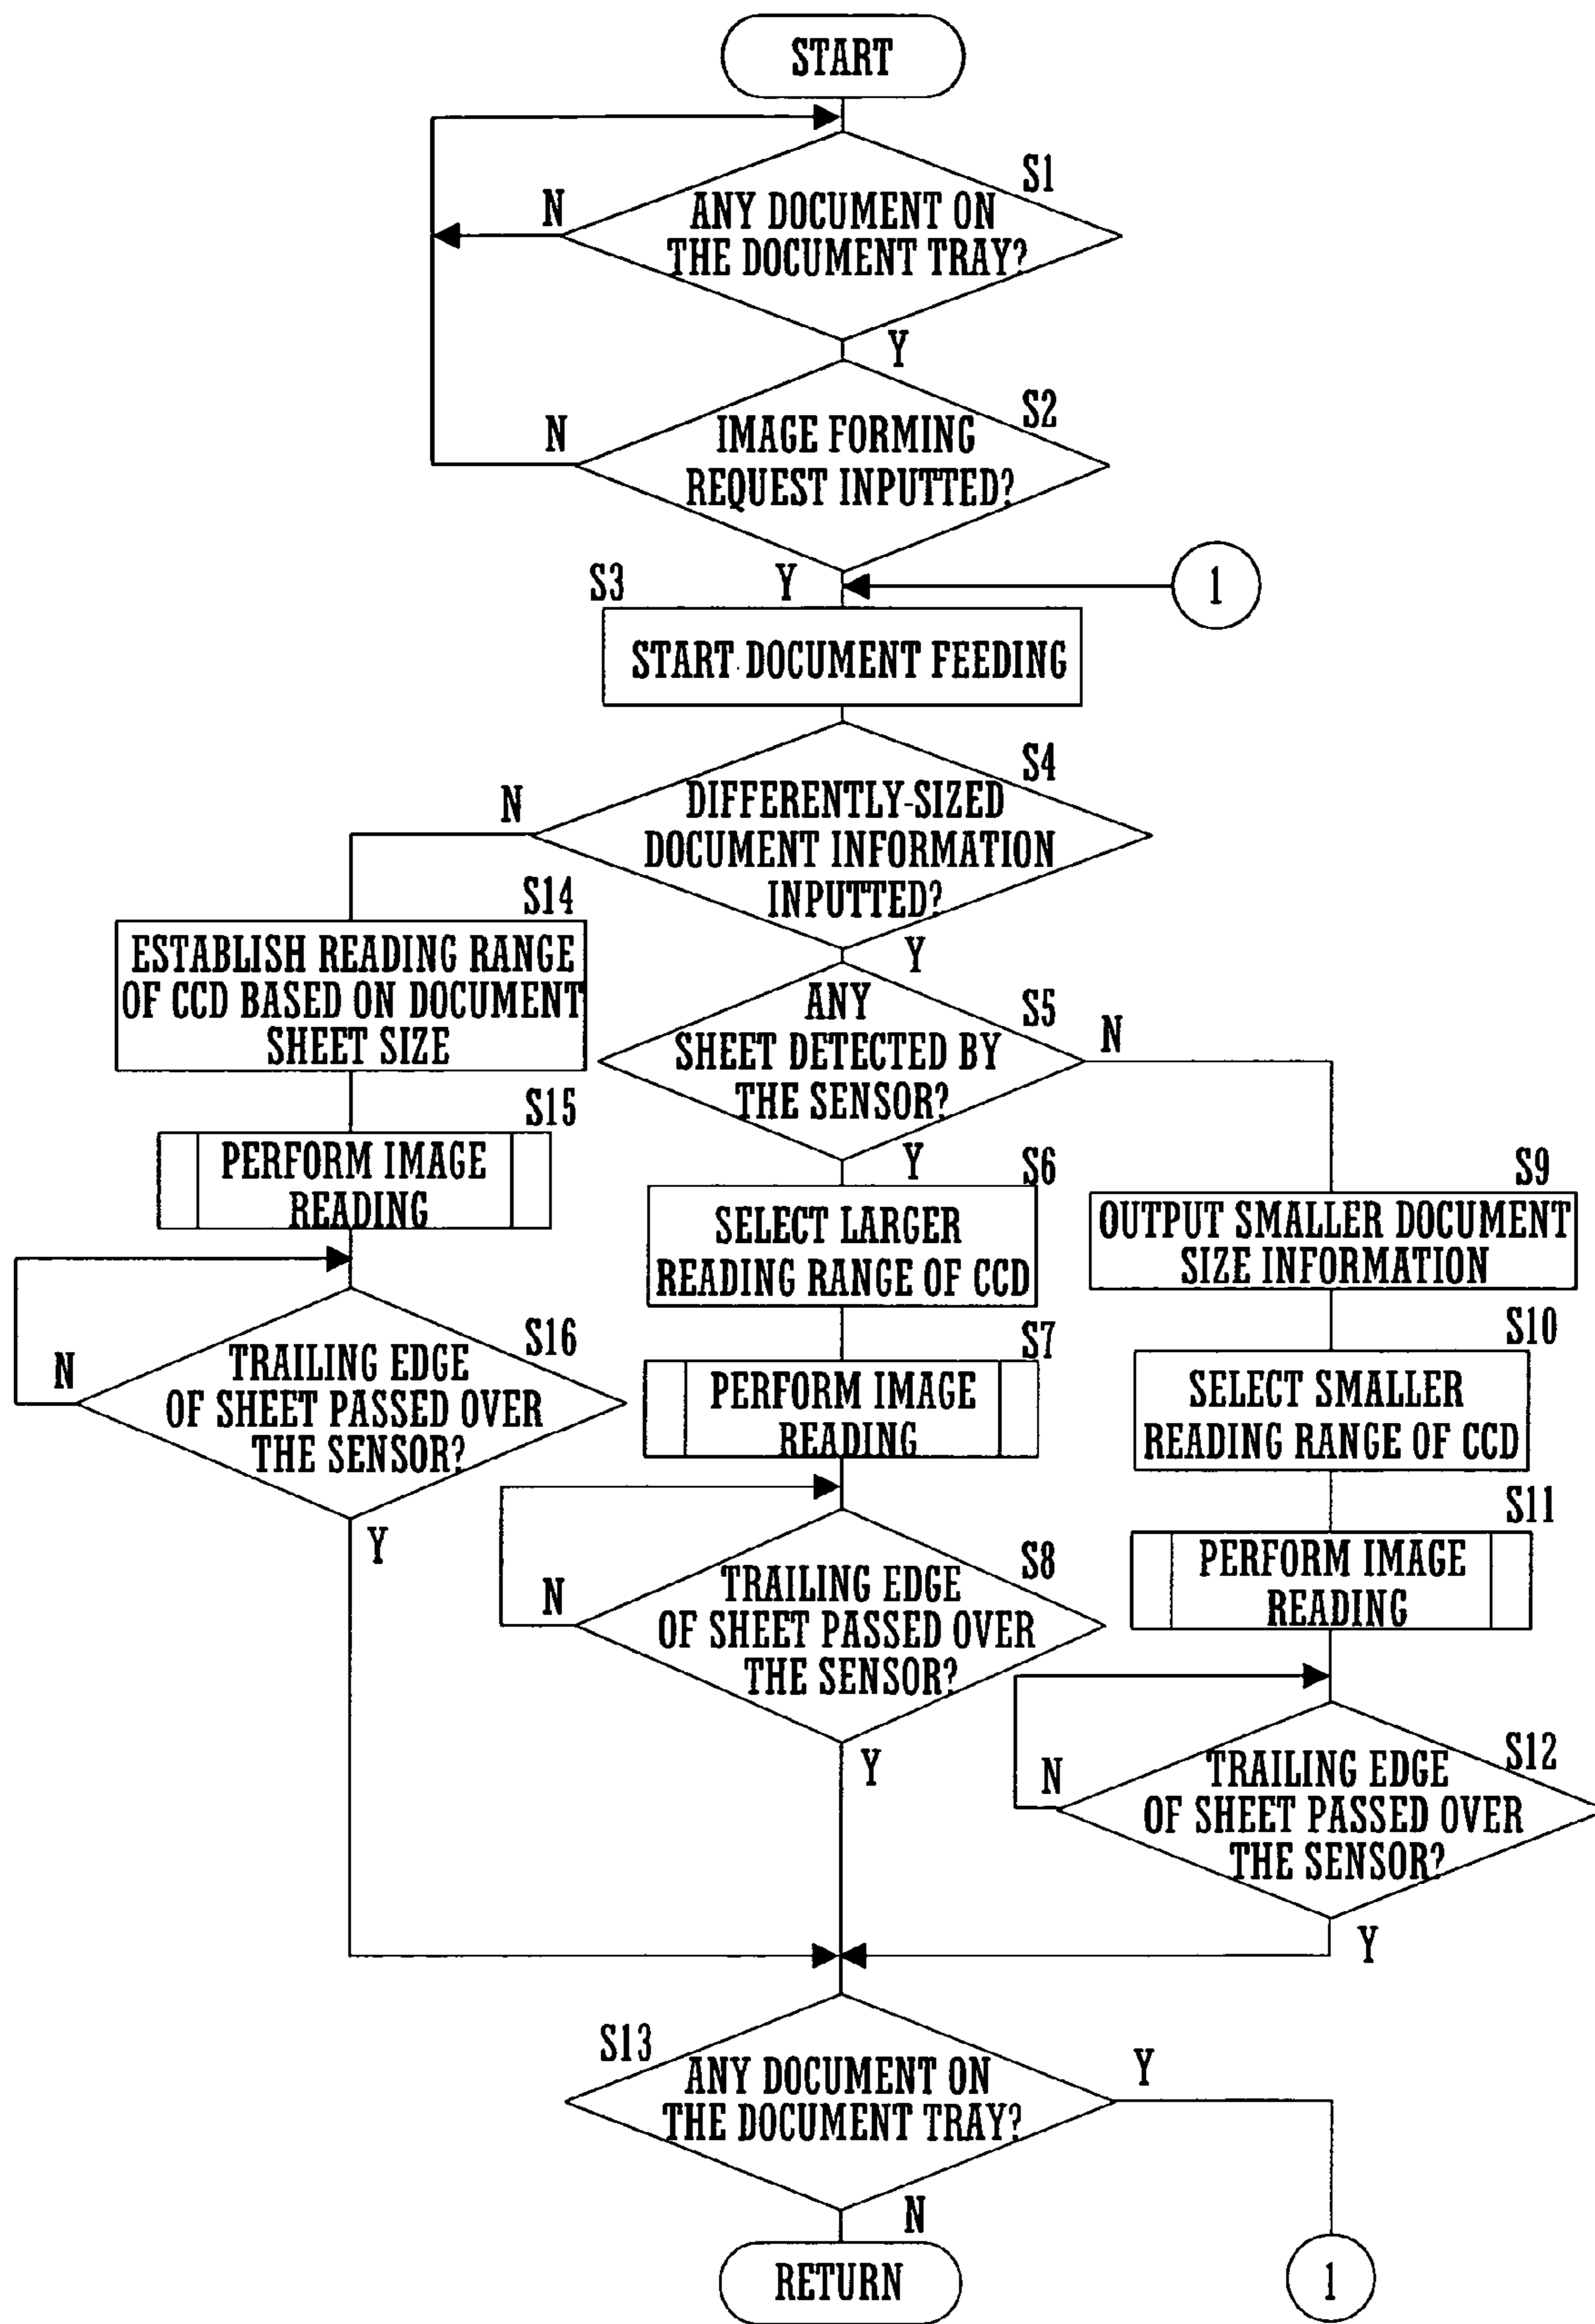 START
S1
N
ANY DOCUMENT ON
THE DOCUMENT TRAY?
Y
S2
N
IMAGE FORMING
REQUEST INPUTTED?
S3
Y
1
START DOCUMENT FEEDING
S4
N
DIFFERENTLY-SIZED
DOCUMENT INFORMATION
INPUTTED?
Y
S14
ESTABLISH READING RANGE
OF CCD BASED ON DOCUMENT
SHEET SIZE
S5
ANY
SHEET DETECTED BY
THE SENSOR?
N
Y
S15
PERFORM IMAGE
READING
S6
SELECT LARGER
READING RANGE OF CCD
S9
OUTPUT SMALLER DOCUMENT
SIZE INFORMATION
S16
N
TRAILING EDGE
OF SHEET PASSED OVER
THE SENSOR?
Y
S7
PERFORM IMAGE
READING
S10
SELECT SMALLER
READING RANGE OF CCD
S8
N
TRAILING EDGE
OF SHEET PASSED OVER
THE SENSOR?
Y
S11
PERFORM IMAGE
READING
S12
N
TRAILING EDGE
OF SHEET PASSED OVER
THE SENSOR?
Y
S13
ANY DOCUMENT ON
THE DOCUMENT TRAY?
Y
N
RETURN
1